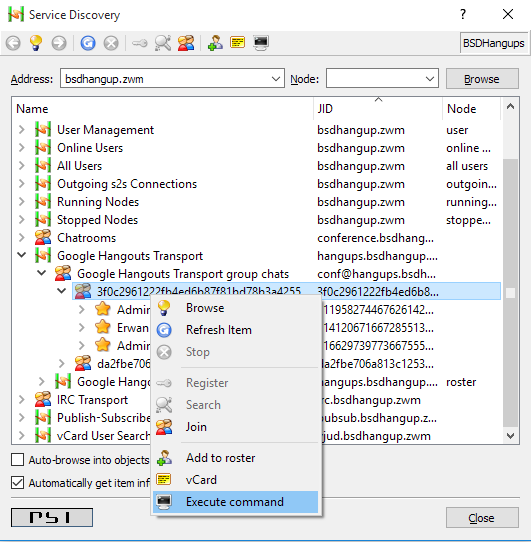 Service Discovery
BSDHangups
Address: bsdhangup.zwm Node: Browse
Name JID Node
User Management bsdhangup.zwm user
Online Users bsdhangup.zwm online ...
All Users bsdhangup.zwm all users
Outgoing s2s Connections bsdhangup.zwm outgoin...
Running Nodes bsdhangup.zwm running...
Stopped Nodes bsdhangup.zwm stoppe...
Chatrooms conference.bsdhang...
Google Hangouts Transport hangups.bsdhangup....
Google Hangouts Transport group chats conf@hangups.bsdh...
3f0c2961222fb4ed6b87f81bd78b3a4255 3f0c2961222fb4ed6b8...
Admin 11958274467626142...
Erwan 14120671667285513...
Admin 16629739773667555...
da2fbe706 da2fbe706a813c1253...
Google Hango hangups.bsdhangup.... roster
IRC Transport rc.bsdhangup.zwm
Publish-Subscribe pubsub.bsdhangup.z...
vCard User Search jud.bsdhangup.zwm
Browse
Refresh Item
Stop
Register
Search
Join
Add to roster
vCard
Execute command
Auto-browse into objects
Automatically get item inf
PSI
Close